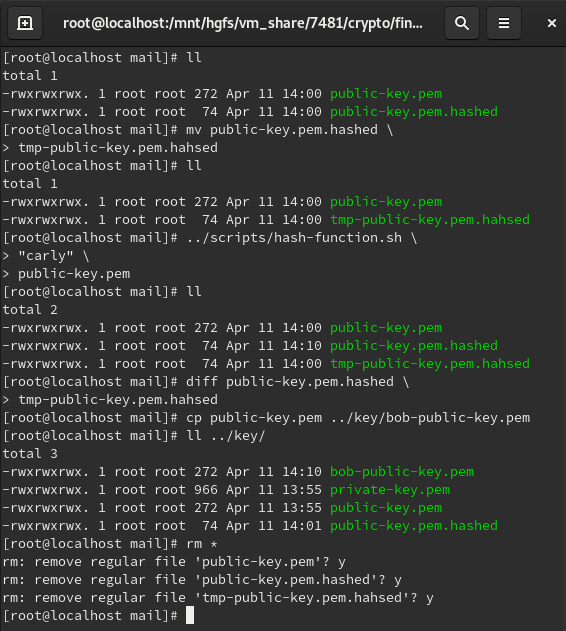 root@localhost:/mnt/hgfs/vm_share/7481/crypto/fin...
[root@localhost mail]# ll
total 1
-rwxrwxrwx. 1 root root 272 Apr 11 14:00 public-key.pem
-rwxrwxrwx. 1 root root  74 Apr 11 14:00 public-key.pem.hashed
[root@localhost mail]# mv public-key.pem.hashed \
> tmp-public-key.pem.hahsed
[root@localhost mail]# ll
total 1
-rwxrwxrwx. 1 root root 272 Apr 11 14:00 public-key.pem
-rwxrwxrwx. 1 root root  74 Apr 11 14:00 tmp-public-key.pem.hahsed
[root@localhost mail]# ../scripts/hash-function.sh \
> "carly" \
> public-key.pem
[root@localhost mail]# ll
total 2
-rwxrwxrwx. 1 root root 272 Apr 11 14:00 public-key.pem
-rwxrwxrwx. 1 root root  74 Apr 11 14:10 public-key.pem.hashed
-rwxrwxrwx. 1 root root  74 Apr 11 14:00 tmp-public-key.pem.hahsed
[root@localhost mail]# diff public-key.pem.hashed \
> tmp-public-key.pem.hahsed
[root@localhost mail]# cp public-key.pem ../key/bob-public-key.pem
[root@localhost mail]# ll ../key/
total 3
-rwxrwxrwx. 1 root root 272 Apr 11 14:10 bob-public-key.pem
-rwxrwxrwx. 1 root root 966 Apr 11 13:55 private-key.pem
-rwxrwxrwx. 1 root root 272 Apr 11 13:55 public-key.pem
-rwxrwxrwx. 1 root root  74 Apr 11 14:01 public-key.pem.hashed
[root@localhost mail]# rm *
rm: remove regular file 'public-key.pem'? y
rm: remove regular file 'public-key.pem.hashed'? y
rm: remove regular file 'tmp-public-key.pem.hahsed'? y
[root@localhost mail]#